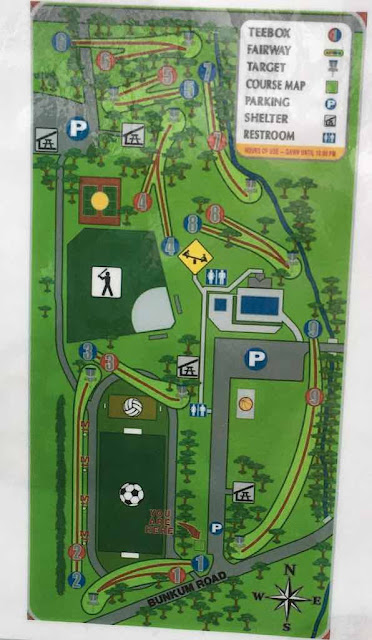 TEEBOX
FAIRWAY
TARGET
COURSE MAP
PARKING
P
SHELTER
RESTROOM
HOURS OF USE – DAWN UNTIL 10:00 PM
6
7
5
5
6
6
P
7
4
8
8
4
9
3
3
P
9
YOU
ARE
HERE
P
2
2
1
1
BUNKUM ROAD
N
W
E
S